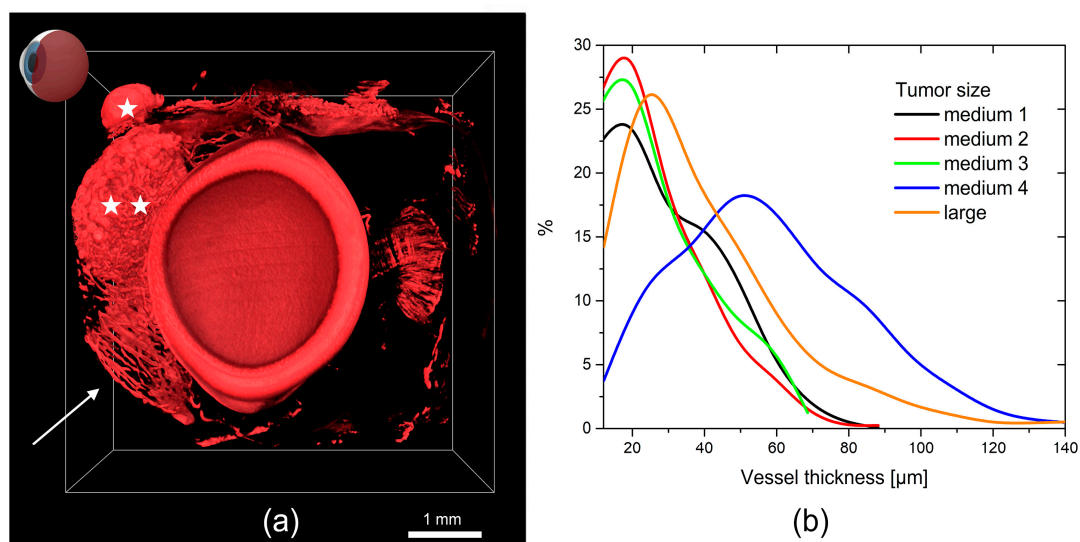 1 mm
(a)
30
25
20
15
10
5
0
%
Tumor size
medium 1
medium 2
medium 3
medium 4
large
20 40 60 80 100 120 140
Vessel thickness [µm]
(b)